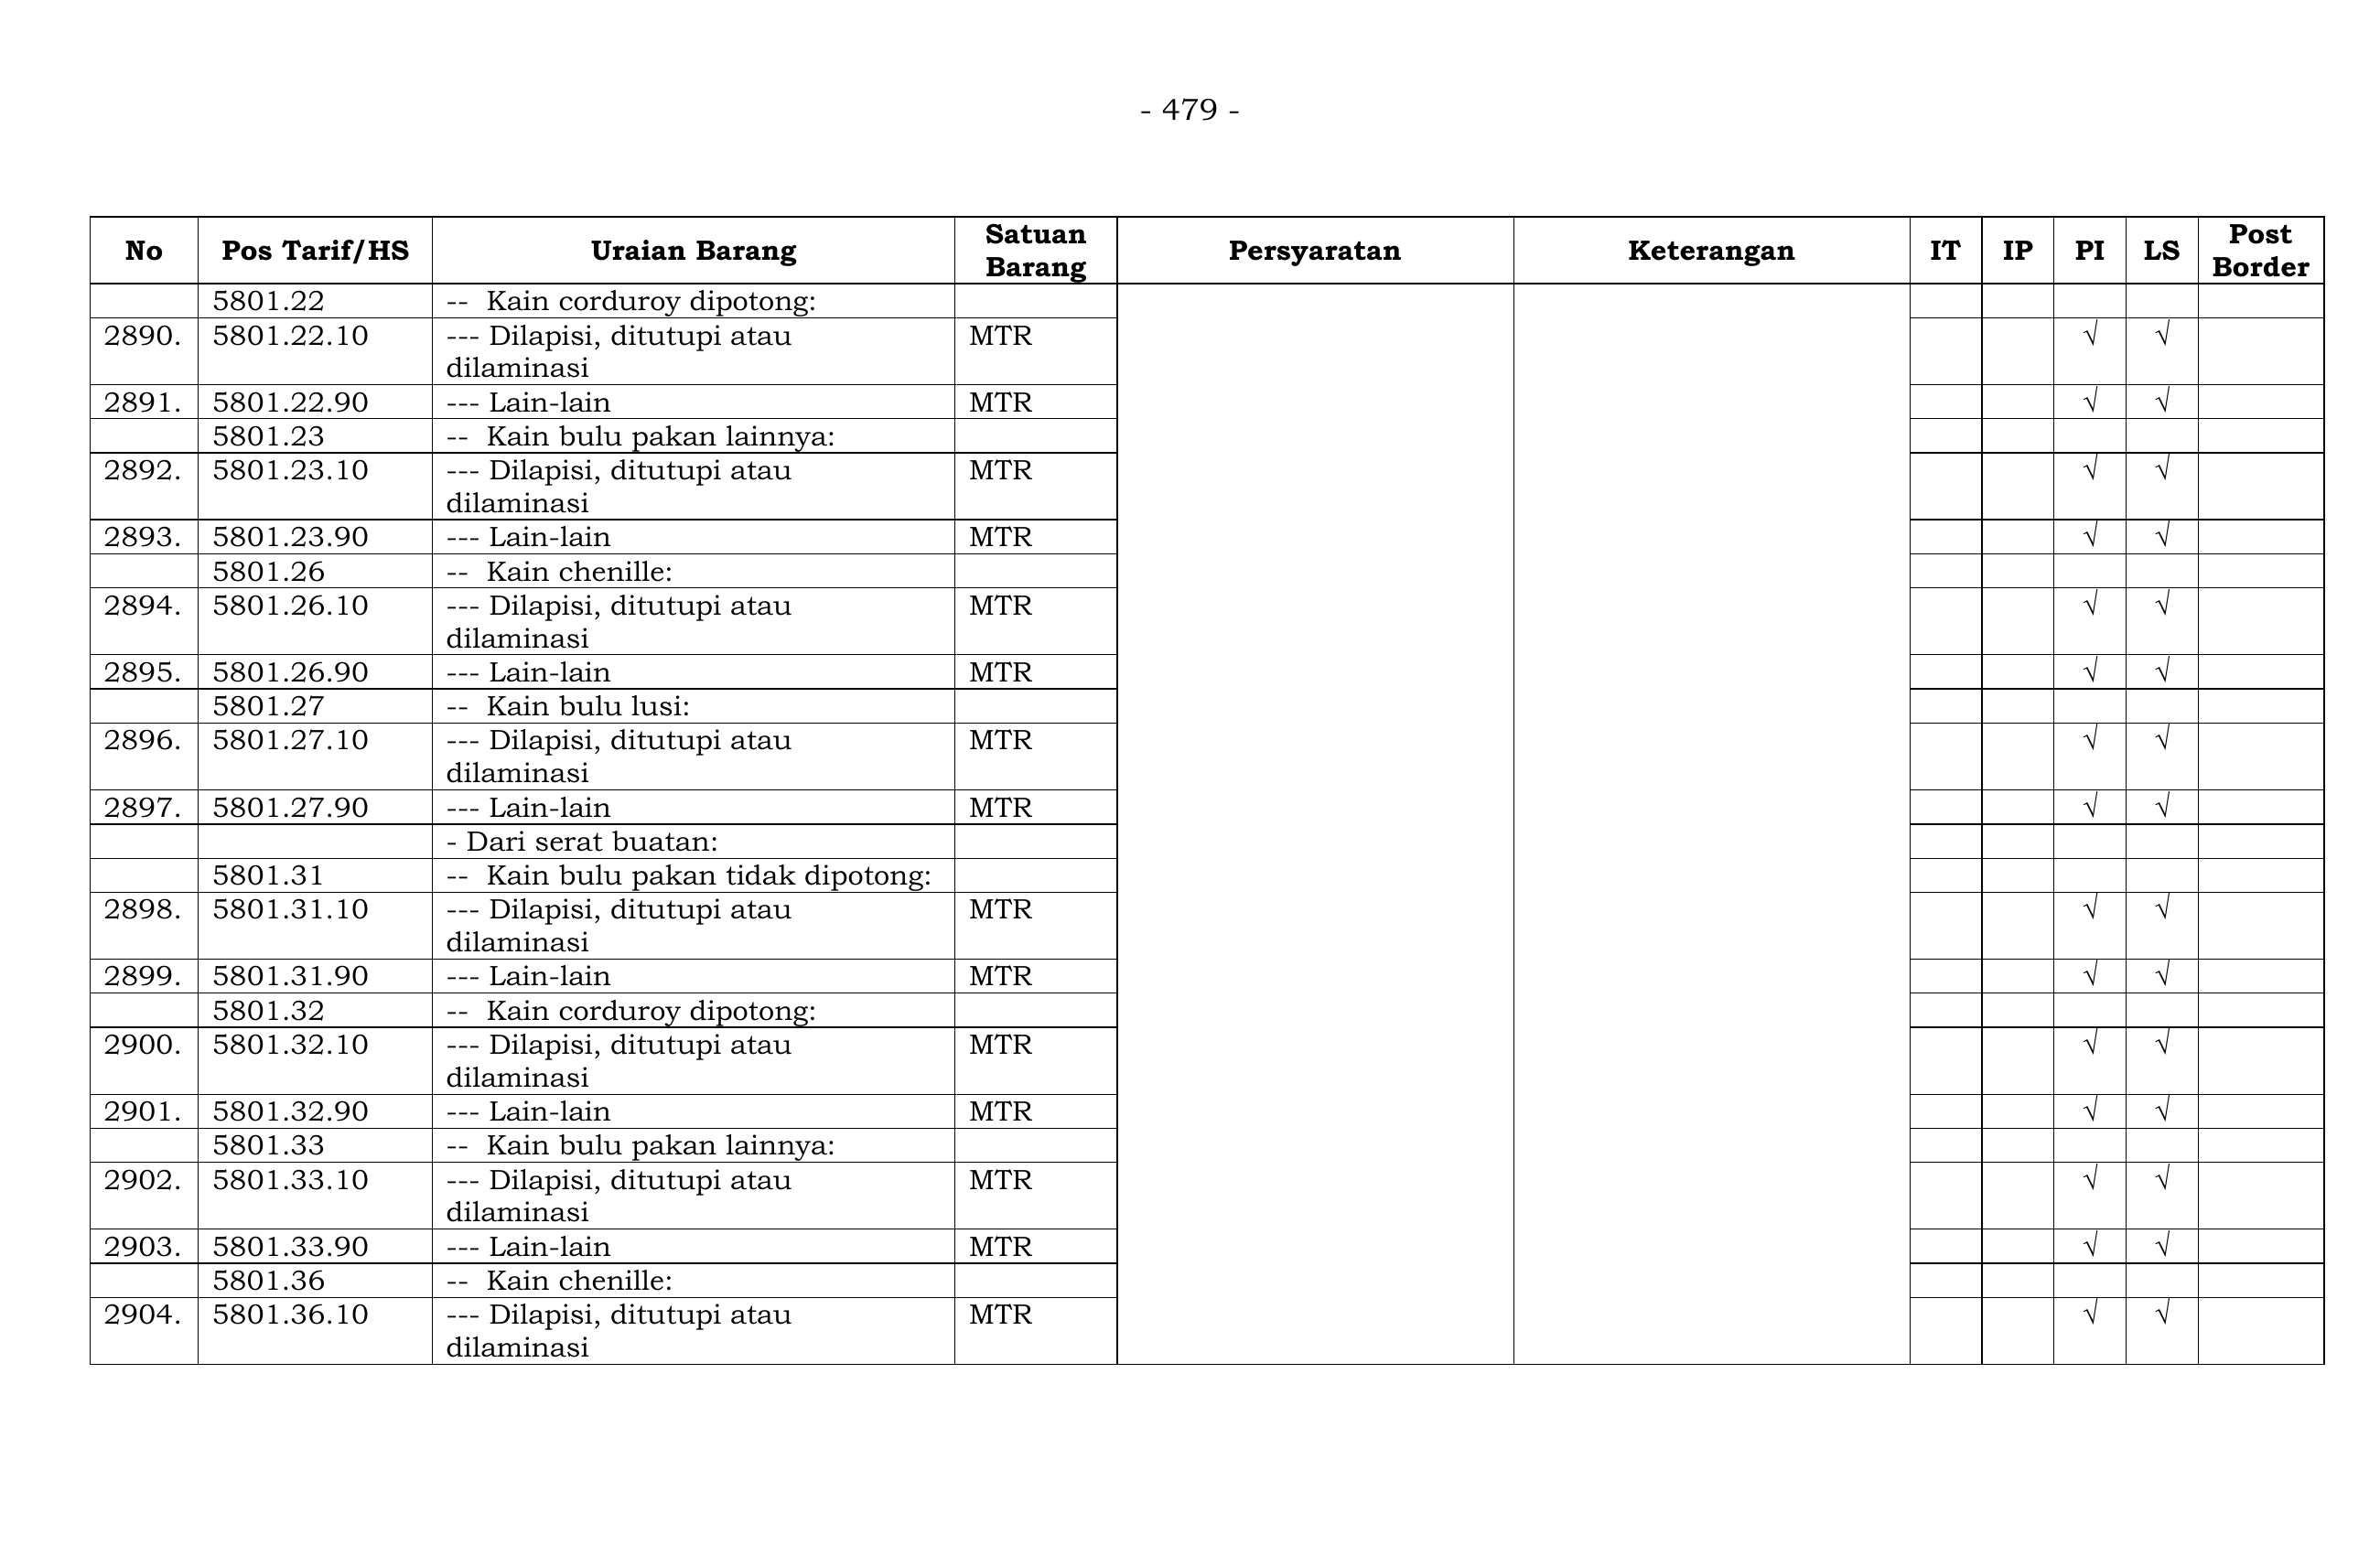 - 479 -
No Pos Tarif/HS Uraian Barang Satuan Barang Persyaratan Keterangan IT IP PI LS Post Border
5801.22 -- Kain corduroy dipotong:
2890. 5801.22.10 --- Dilapisi, ditutupi atau MTR √ √
dilaminasi
2891. 5801.22.90 --- Lain-lain MTR √ √
5801.23 -- Kain bulu pakan lainnya:
2892. 5801.23.10 --- Dilapisi, ditutupi atau MTR √ √
dilaminasi
2893. 5801.23.90 --- Lain-lain MTR √ √
5801.26 -- Kain chenille:
2894. 5801.26.10 --- Dilapisi, ditutupi atau MTR √ √
dilaminasi
2895. 5801.26.90 --- Lain-lain MTR √ √
5801.27 -- Kain bulu lusi:
2896. 5801.27.10 --- Dilapisi, ditutupi atau MTR √ √
dilaminasi
2897. 5801.27.90 --- Lain-lain MTR √ √
- Dari serat buatan:
5801.31 -- Kain bulu pakan tidak dipotong:
2898. 5801.31.10 --- Dilapisi, ditutupi atau MTR √ √
dilaminasi
2899. 5801.31.90 --- Lain-lain MTR √ √
5801.32 -- Kain corduroy dipotong:
2900. 5801.32.10 --- Dilapisi, ditutupi atau MTR √ √
dilaminasi
2901. 5801.32.90 --- Lain-lain MTR √ √
5801.33 -- Kain bulu pakan lainnya:
2902. 5801.33.10 --- Dilapisi, ditutupi atau MTR √ √
dilaminasi
2903. 5801.33.90 --- Lain-lain MTR √ √
5801.36 -- Kain chenille:
2904. 5801.36.10 --- Dilapisi, ditutupi atau MTR √ √
dilaminasi